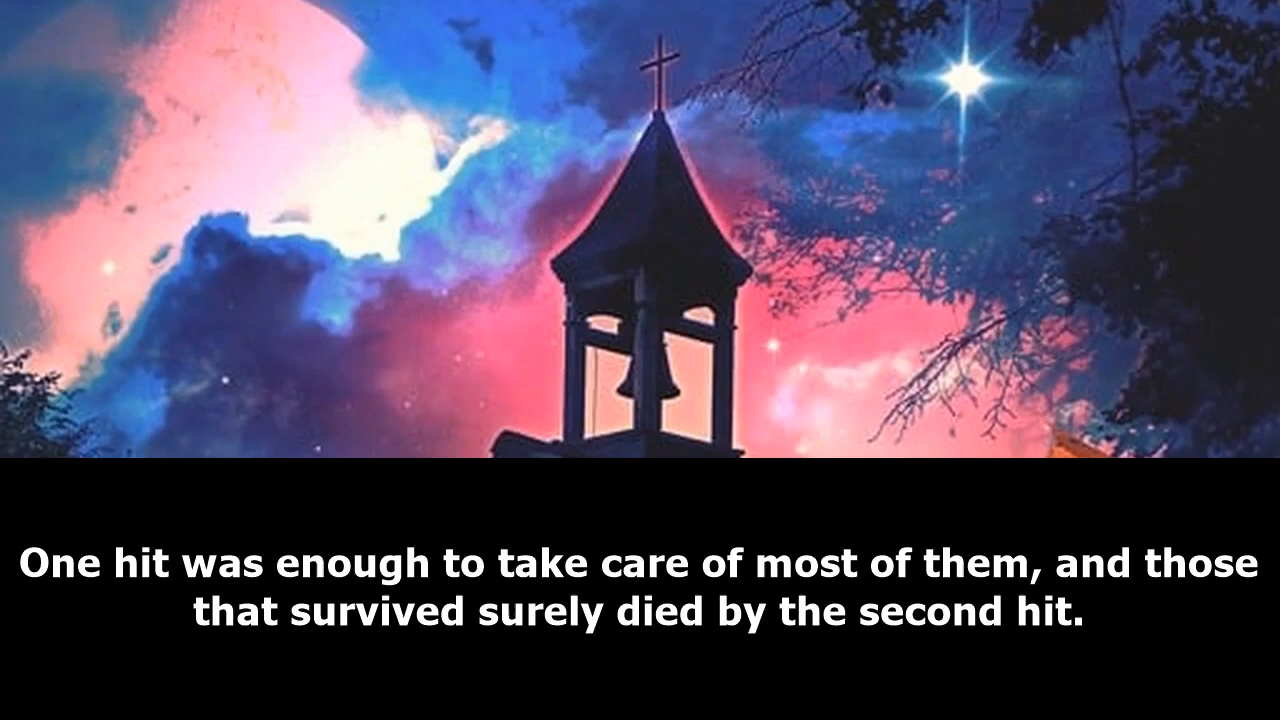 One hit was enough to take care of most of them, and those
that survived surely died by the second hit.